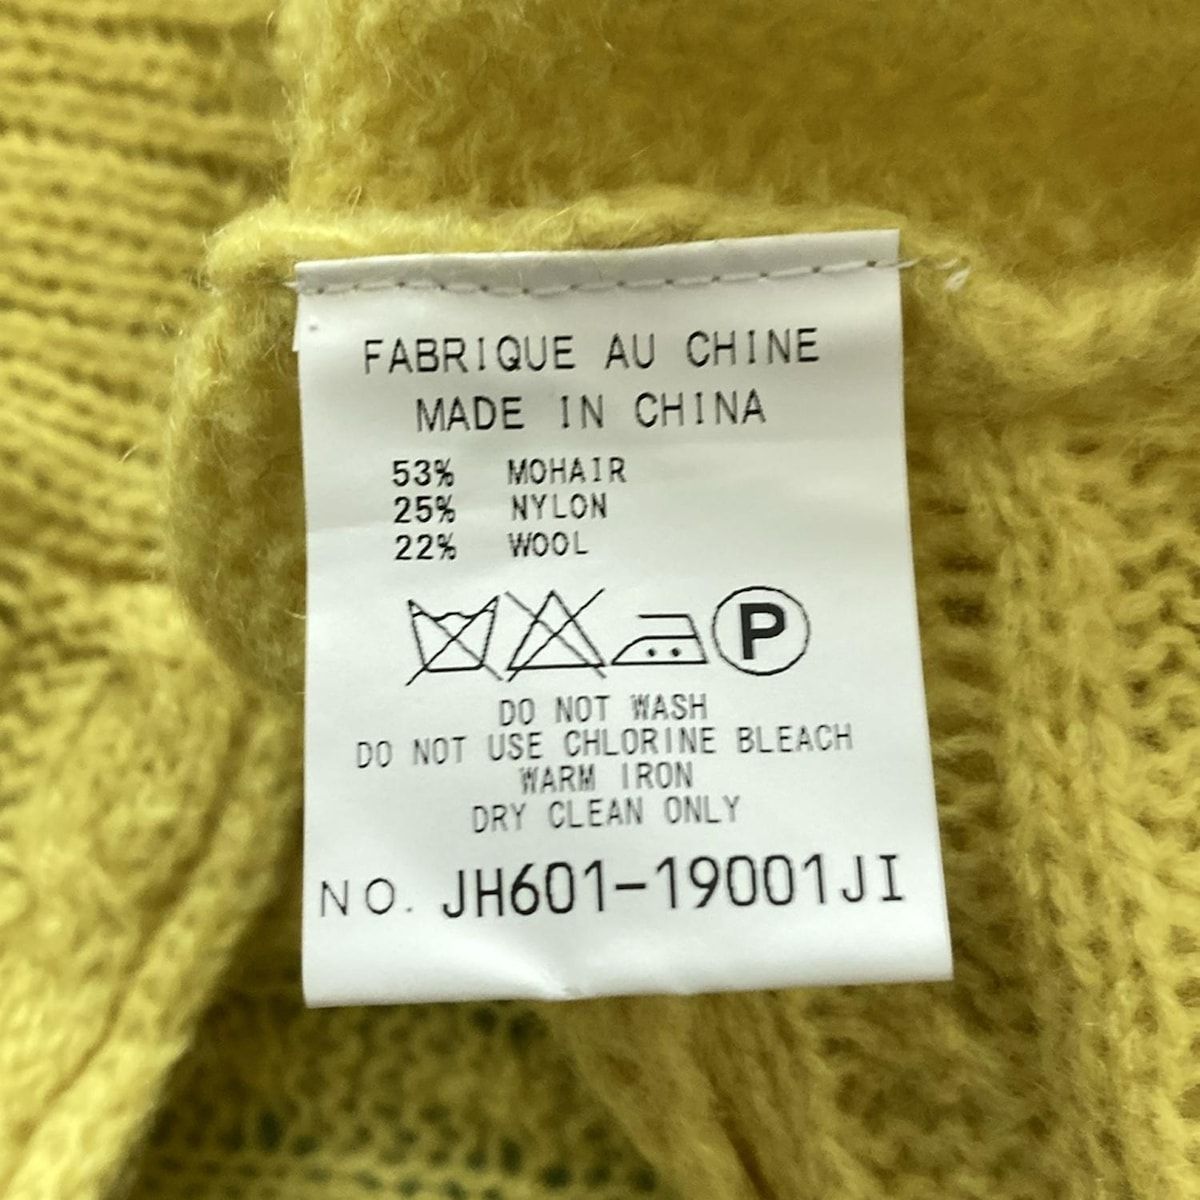 FABRIQUE AU CHINE
MADE IN CHINA
53% MOHAIR
25% NYLON
22% WOOL
P
DO NOT WASH
DO NOT USE CHLORINE BLEACH
WARM IRON
DRY CLEAN ONLY
NO. JH601-19001JI